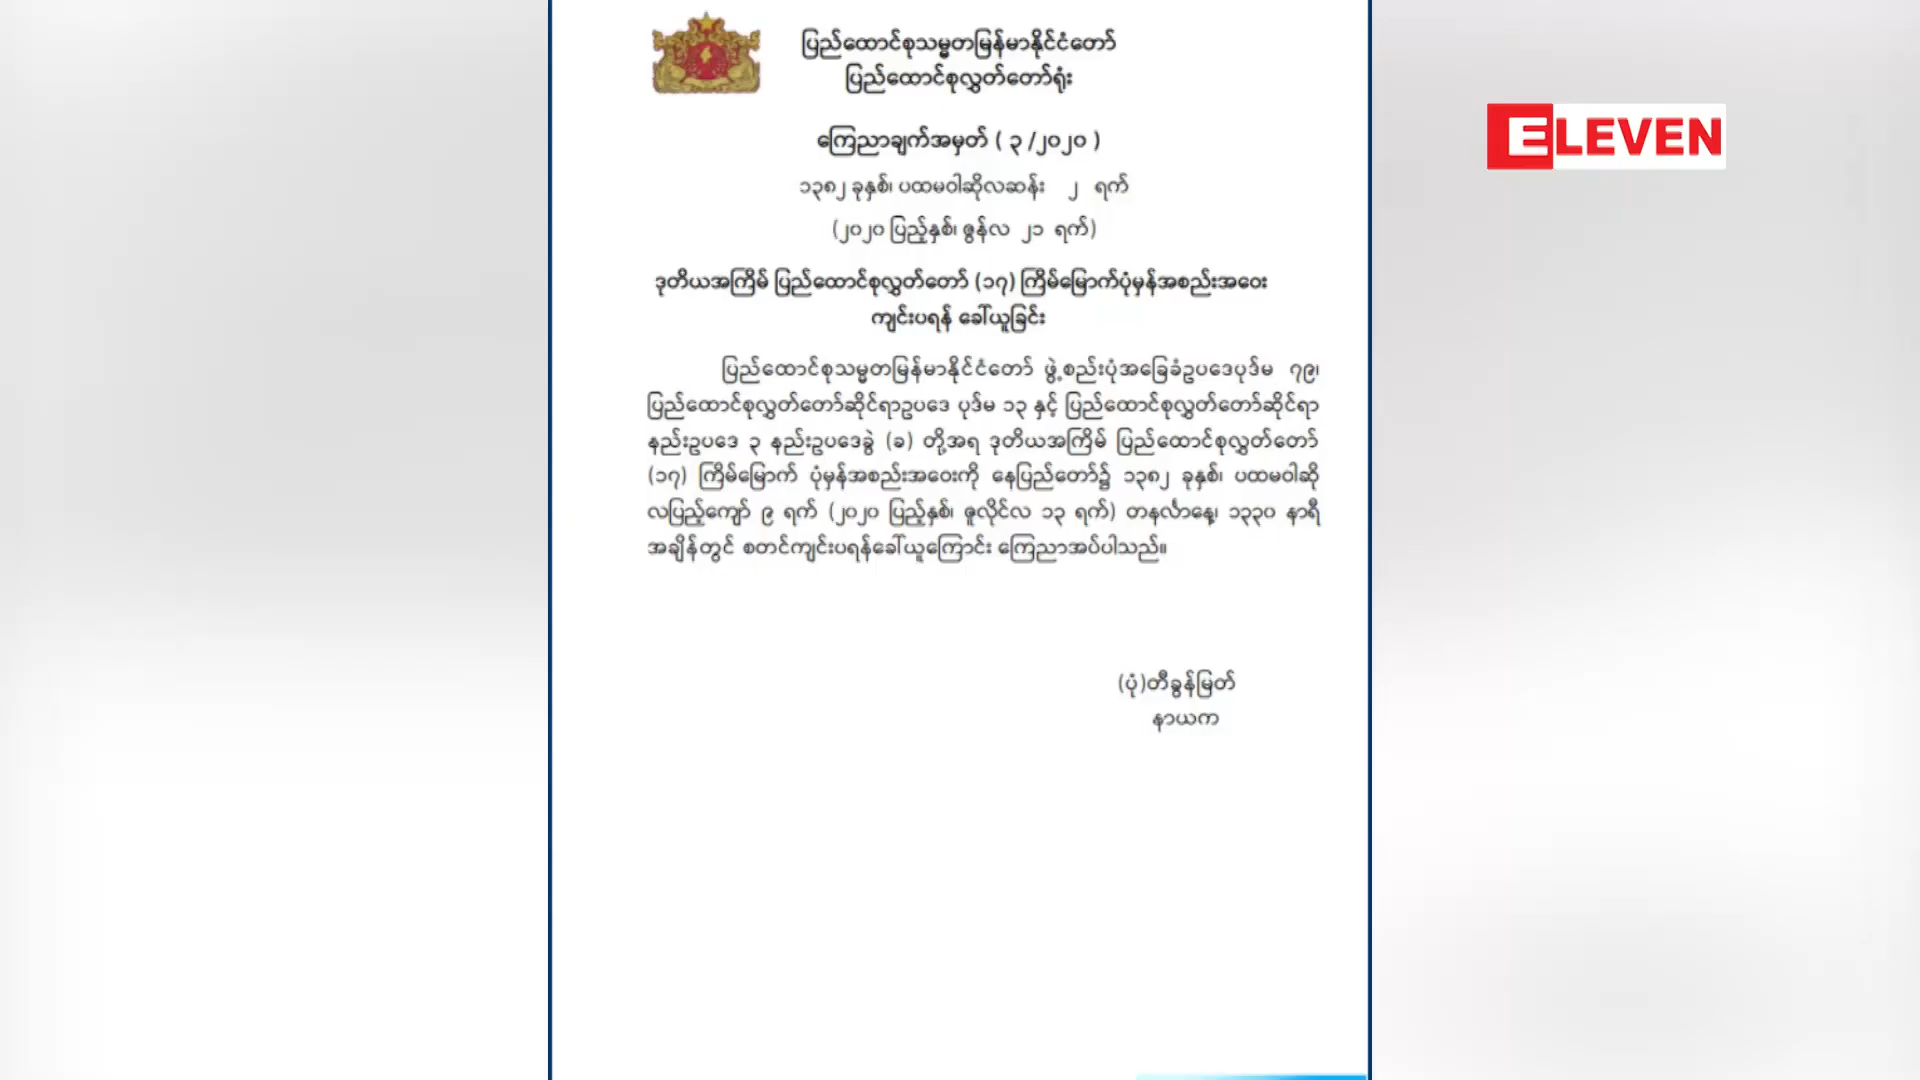 ပြည်ထောင်စုသမ္မတမြန်မာနိုင်ငံတော်
ပြည်ထောင်စုလွှတ်တော်ရုံး
ကြေညာချက်အမှတ် ( ၃ /၂၀၂၀ )
၁၃၈၂ ခုနှစ်၊ ပထမဝါဆိုလဆန်း ၂ ရက်
(၂၀၂၀ ပြည့်နှစ်၊ ဇွန်လ ၂၁ ရက်)
ဒုတိယအကြိမ် ပြည်ထောင်စုလွှတ်တော် (၁၇) ကြိမ်မြောက်ပုံမှန်အစည်းအဝေး
ကျင်းပရန် ခေါ်ယူခြင်း
ပြည်ထောင်စုသမ္မတမြန်မာနိုင်ငံတော် ဖွဲ့စည်းပုံအခြေခံဥပဒေပုဒ်မ ၇၉၊
ပြည်ထောင်စုလွှတ်တော်ဆိုင်ရာဥပဒေ ပုဒ်မ ၁၃ နှင့် ပြည်ထောင်စုလွှတ်တော်ဆိုင်ရာ
နည်းဥပဒေ ၃ နည်းဥပဒေခွဲ (ခ) တို့အရ ဒုတိယအကြိမ် ပြည်ထောင်စုလွှတ်တော်
(၁၇) ကြိမ်မြောက် ပုံမှန်အစည်းအဝေးကို နေပြည်တော်၌ ၁၃၈၂ ခုနှစ်၊ ပထမဝါဆို
လပြည့်ကျော် ၉ ရက် (၂၀၂၀ ပြည့်နှစ်၊ ဇူလိုင်လ ၁၃ ရက်) တနင်္လာနေ့၊ ၁၃၃၀ နာရီ
အချိန်တွင် စတင်ကျင်းပရန်ခေါ်ယူကြောင်း ကြေညာအပ်ပါသည်။
(ပုံ)တီခွန်မြတ်
နာယက
ELEVEN